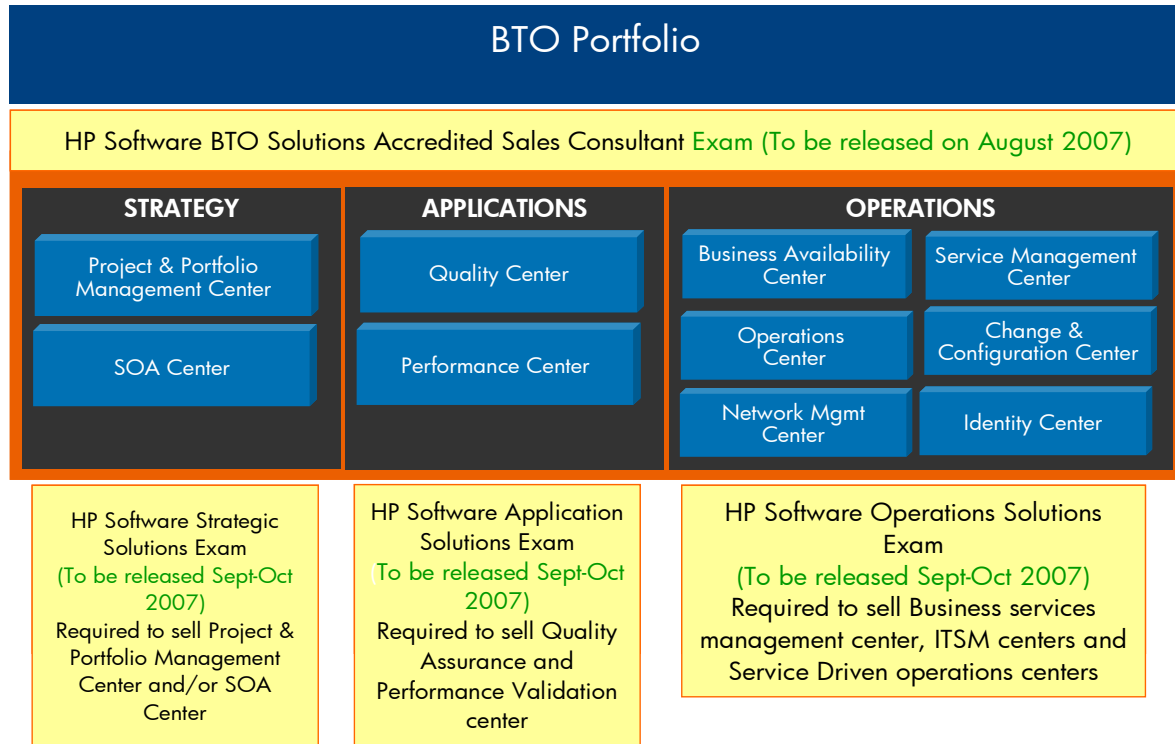 BTO Portfolio
HP Software BTO Solutions Accredited Sales Consultant Exam (To be released on August 2007)
STRATEGY
Project & Portfolio
Management Center
SOA Center
APPLICATIONS
Quality Center
Performance Center
OPERATIONS
Business Availability
Center
Service Management
Center
Operations
Center
Change &
Configuration Center
Network Mgmt
Center
Identity Center
HP Software Strategic
Solutions Exam
(To be released Sept-Oct
2007)
Required to sell Project &
Portfolio Management
Center and/or SOA
Center
HP Software Application
Solutions Exam
(To be released Sept-Oct
2007)
Required to sell Quality
Assurance and
Performance Validation
center
HP Software Operations Solutions
Exam
(To be released Sept-Oct 2007)
Required to sell Business services
management center, ITSM centers and
Service Driven operations centers